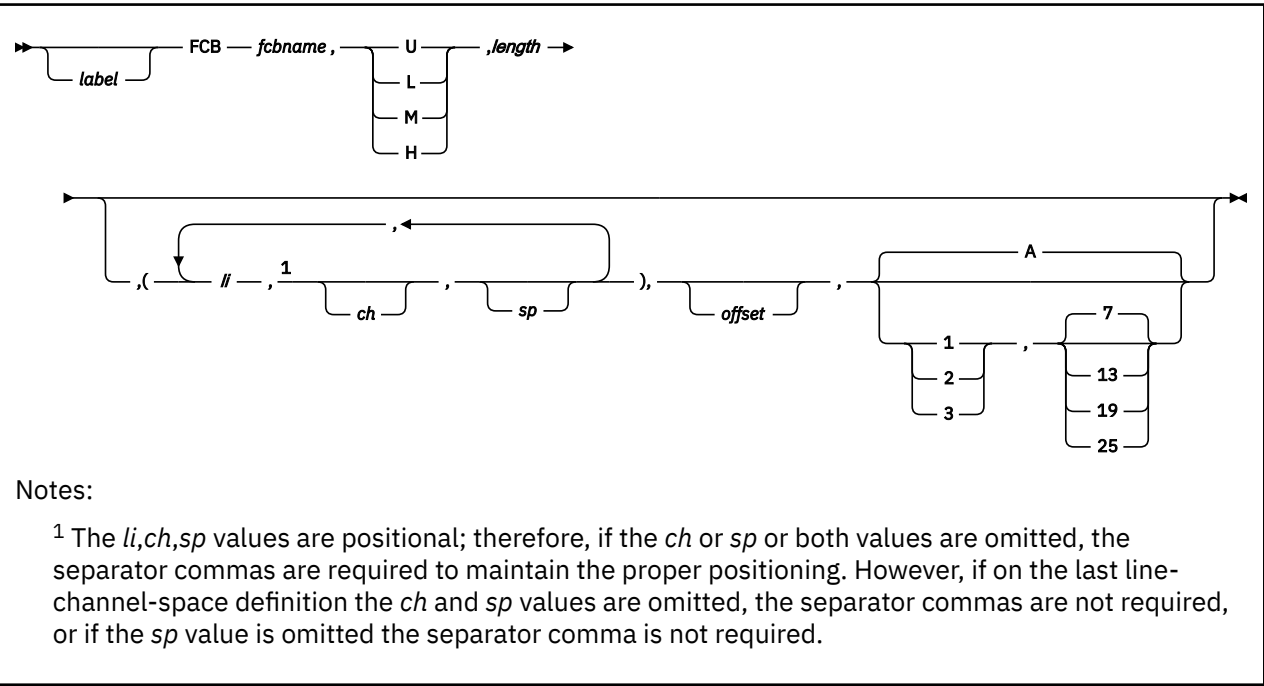 FCB fcbname , U ,length
label L
M
H
,
A
,( li , 1 , ), ,
ch sp offset 7
1 ,
2 13
3 19
25
Notes:
1 The li,ch,sp values are positional; therefore, if the ch or sp or both values are omitted, the
separator commas are required to maintain the proper positioning. However, if on the last line-
channel-space definition the ch and sp values are omitted, the separator commas are not required,
or if the sp value is omitted the separator comma is not required.